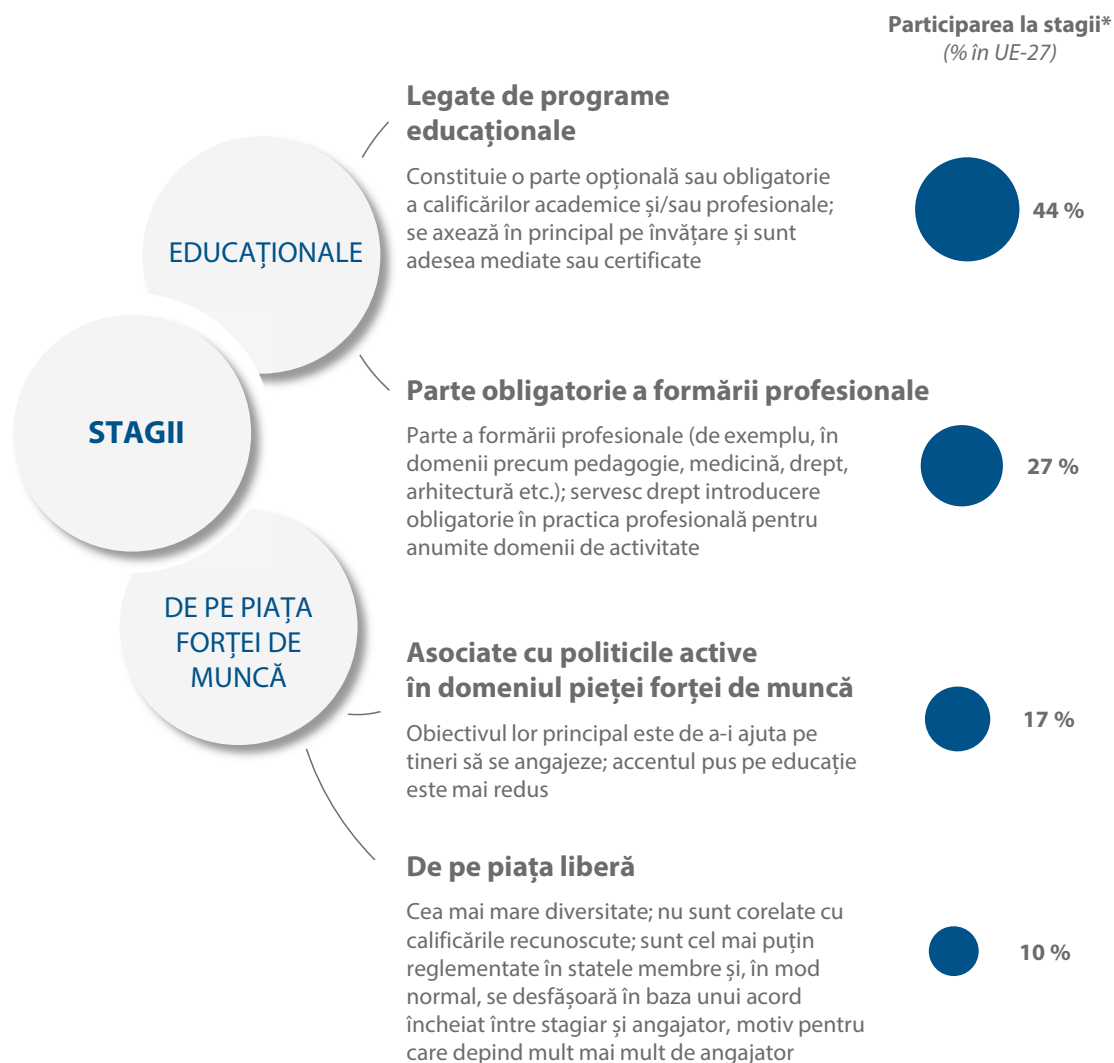 Participarea la stagii*
(% în UE-27)
STAGII
EDUCAȚIONALE
Legate de programe
educaționale
Constituie o parte opțională sau obligatorie
a calificărilor academice și/sau profesionale;
se axează în principal pe învățare și sunt
adesea mediate sau certificate
44 %
Parte obligatorie a formării profesionale
Parte a formării profesionale (de exemplu, în
domenii precum pedagogie, medicină, drept,
arhitectură etc.); servesc drept introducere
obligatorie în practica profesională pentru
anumite domenii de activitate
27 %
DE PE PIAȚA
FORȚEI DE
MUNCĂ
Asociate cu politicile active
în domeniul pieței forței de muncă
Obiectivul lor principal este de a-i ajuta pe
tineri să se angajeze; accentul pus pe educație
este mai redus
17 %
De pe piața liberă
Cea mai mare diversitate; nu sunt corelate cu
calificările recunoscute; sunt cel mai puțin
reglementate în statele membre și, în mod
normal, se desfășoară în baza unui acord
încheiat între stagiar și angajator, motiv pentru
care depind mult mai mult de angajator
10 %